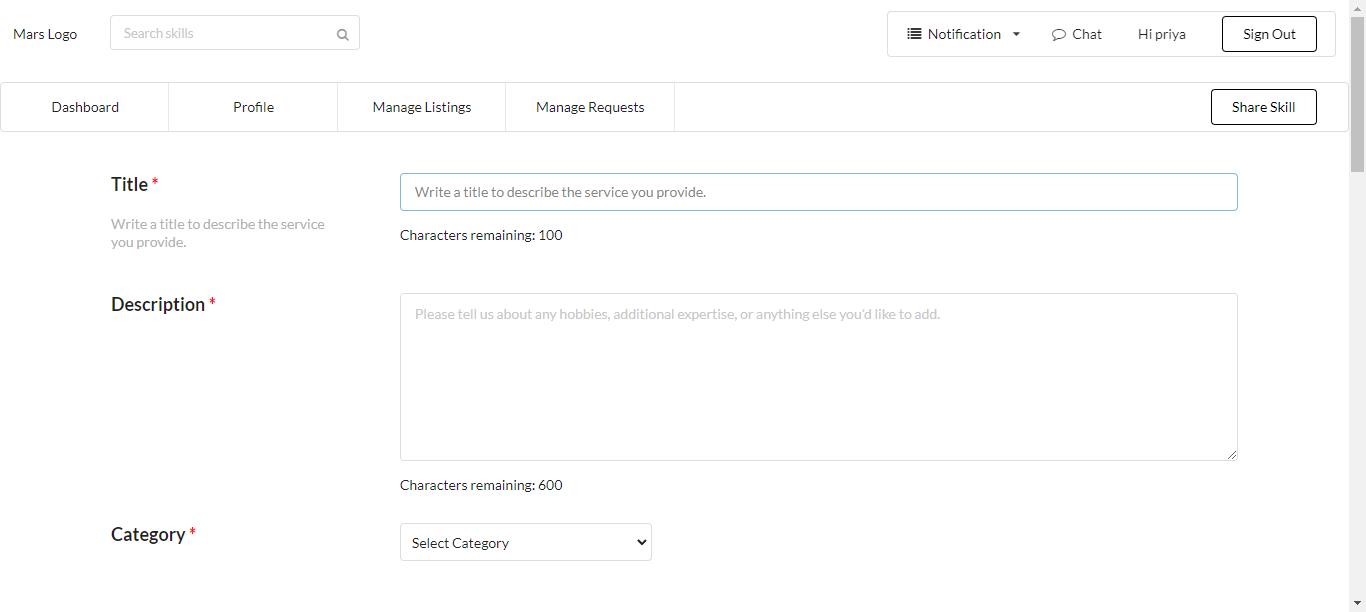 Mars Logo
Search skills
Notification
Chat
Hi priya
Sign Out
Dashboard
Profile
Manage Listings
Manage Requests
Share Skill
Title *
Write a title to describe the service
you provide.
Write a title to describe the service you provide.
Characters remaining: 100
Description *
Please tell us about any hobbies, additional expertise, or anything else you'd like to add.
Characters remaining: 600
Category *
Select Category